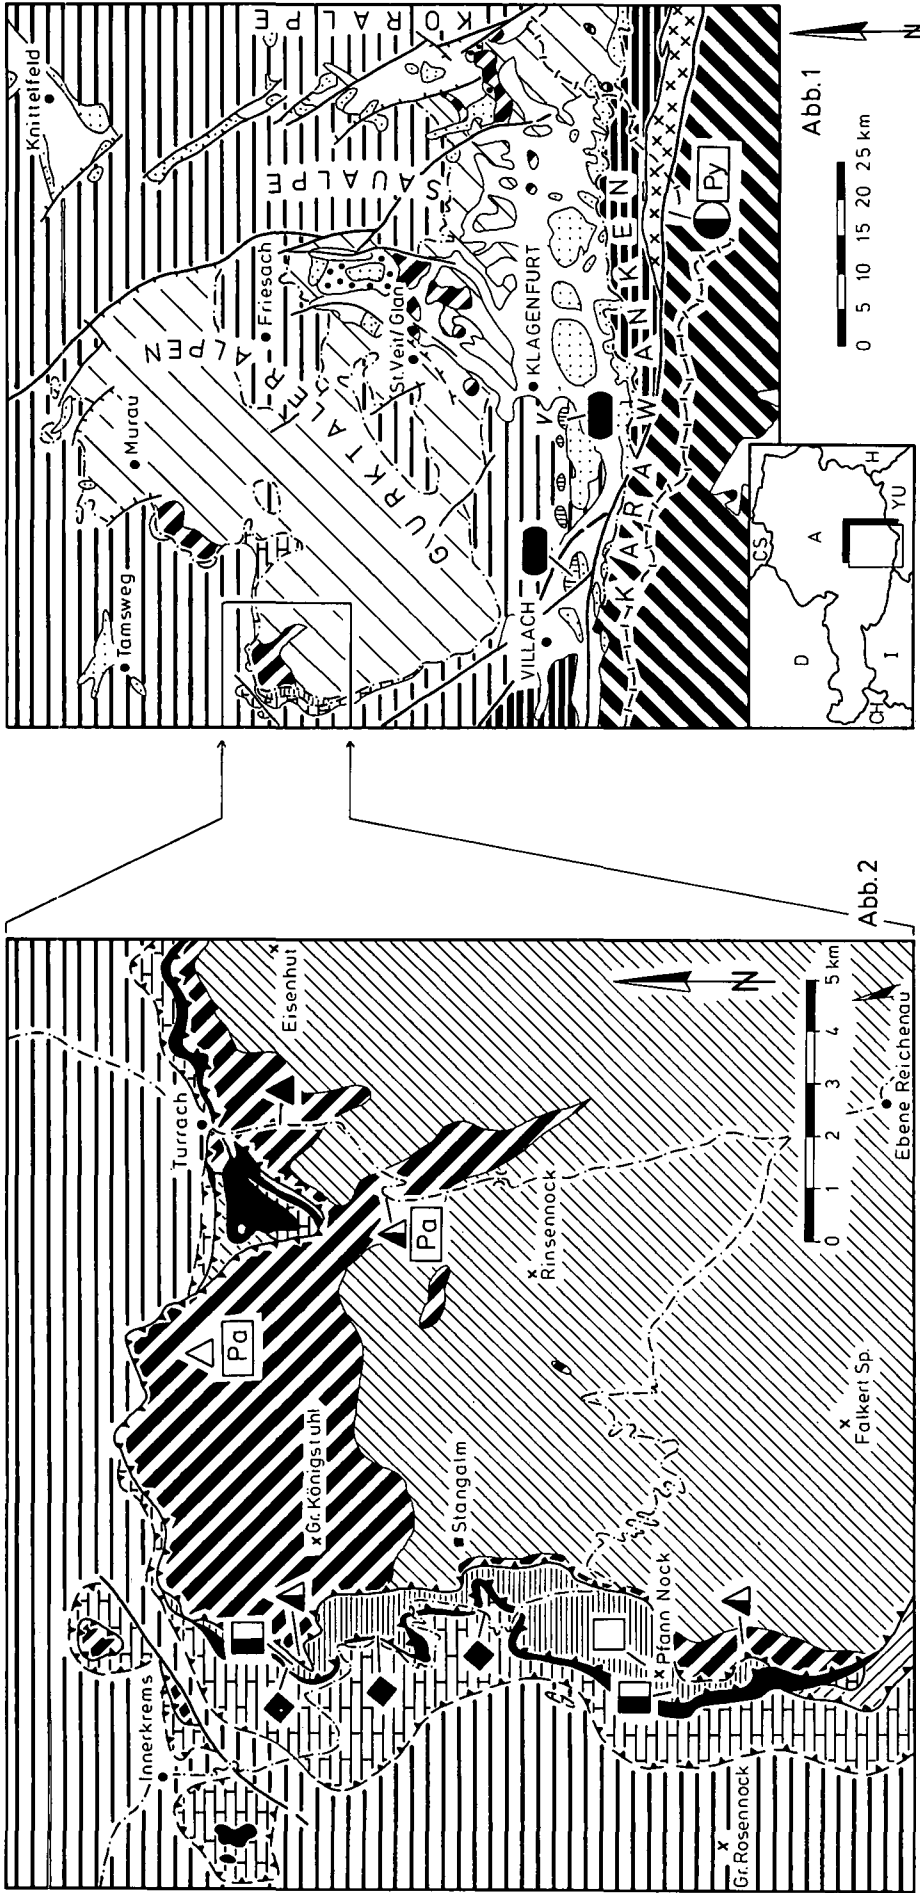 Abb. 2
Innerkrems
Turrach
Eisenhut
Pa
Gr. Königstuhl
Pa
Stangalm
Rinsennock
Pfann Nock
Gr. Rosennock
Falkert Sp.
Ebene Reichenau
N
0 1 2 3 4 5 km
Abb. 1
Knittelfeld
Tamsweg
Murau
GURKTALER ALPEN
Friesach
SAUALPE
KORALPE
St. Veit / Glan
KLAGENFURT
V
VILLACH
KARAWANKEN
Py
N
0 5 10 15 20 25 km
D
CS
A
CH
I
YU
H